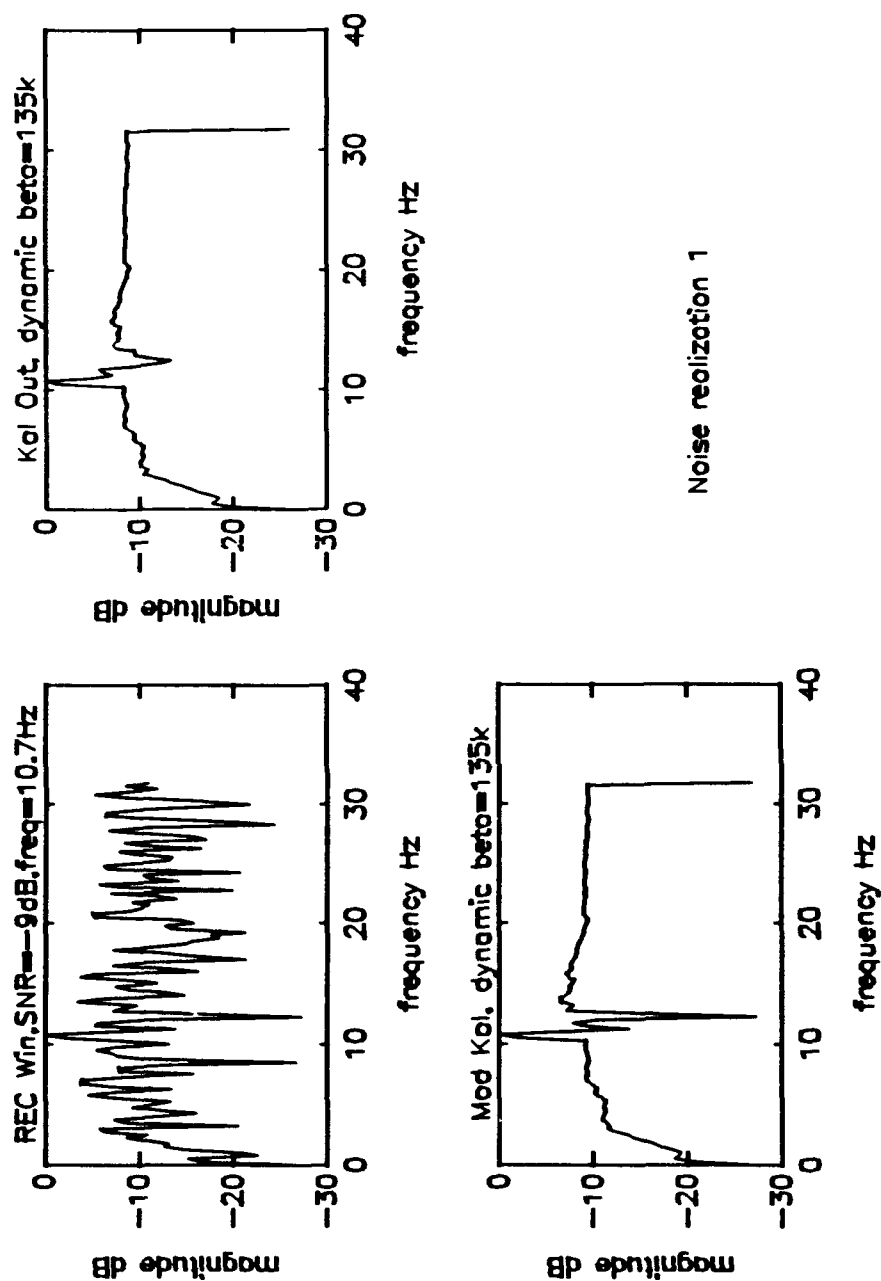 REC Win,SNR=-9dB,freq=10.7Hz
magnitude dB
0
-10
-20
-30
0 10 20 30 40
frequency Hz
Kal Out, dynamic beta=135k
magnitude dB
0
-10
-20
-30
0 10 20 30 40
frequency Hz
Mod Kal, dynamic beta=135k
magnitude dB
0
-10
-20
-30
0 10 20 30 40
frequency Hz
Noise realization 1